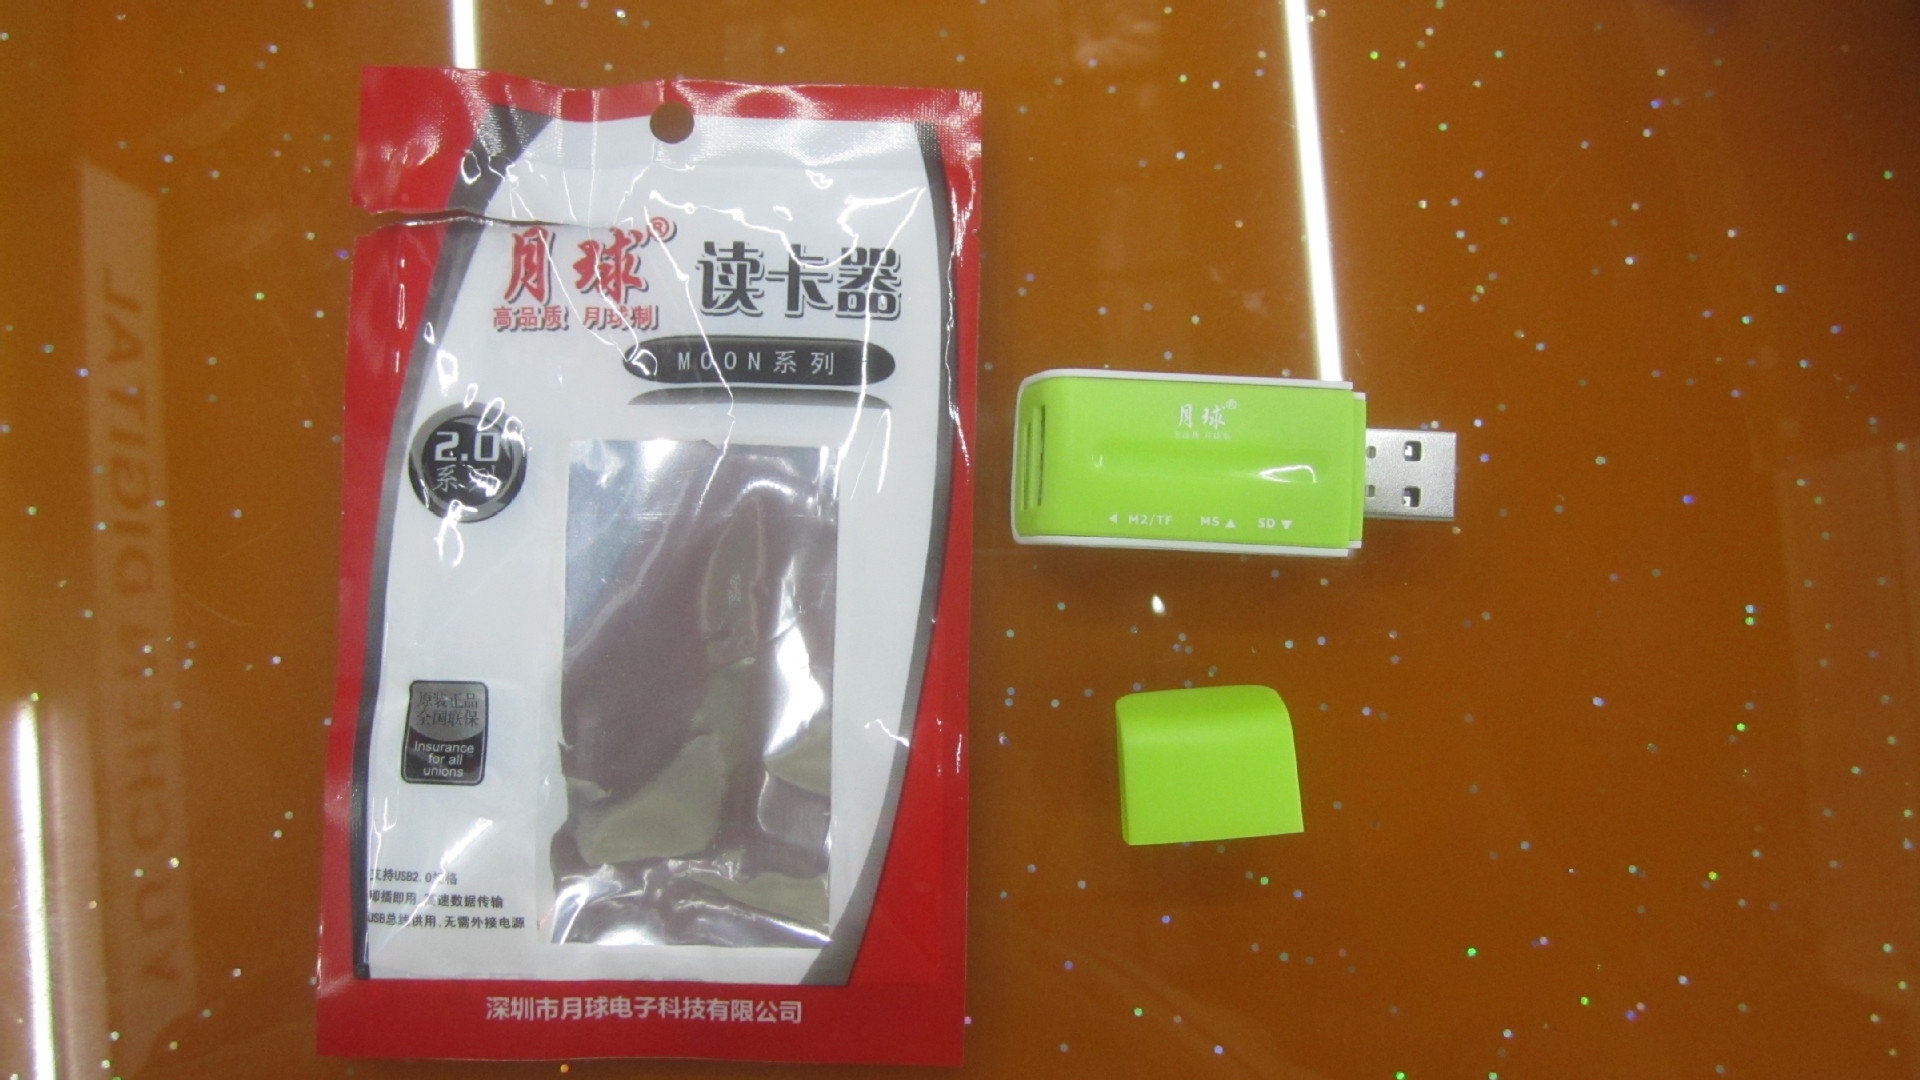 月球®
读卡器
高品质 月球制
MOON系列
2.0
系列
原装正品
全国联保
Insurance
for all
unions
支持USB2.0规格
即插即用,高速数据传输
USB总线供用,无需外接电源
深圳市月球电子科技有限公司
月球®
M2/TF MS SD
YUCHEN DIGITAL